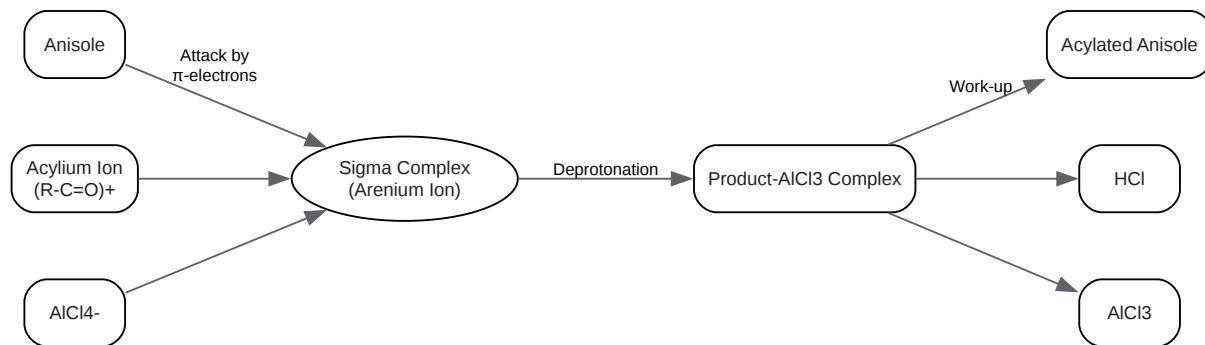 Anisole
Attack by
π-electrons
Acylium Ion
(R-C=O)+
AlCl4-
Sigma Complex
(Arenium Ion)
Deprotonation
Product-AlCl3 Complex
Work-up
Acylated Anisole
HCl
AlCl3